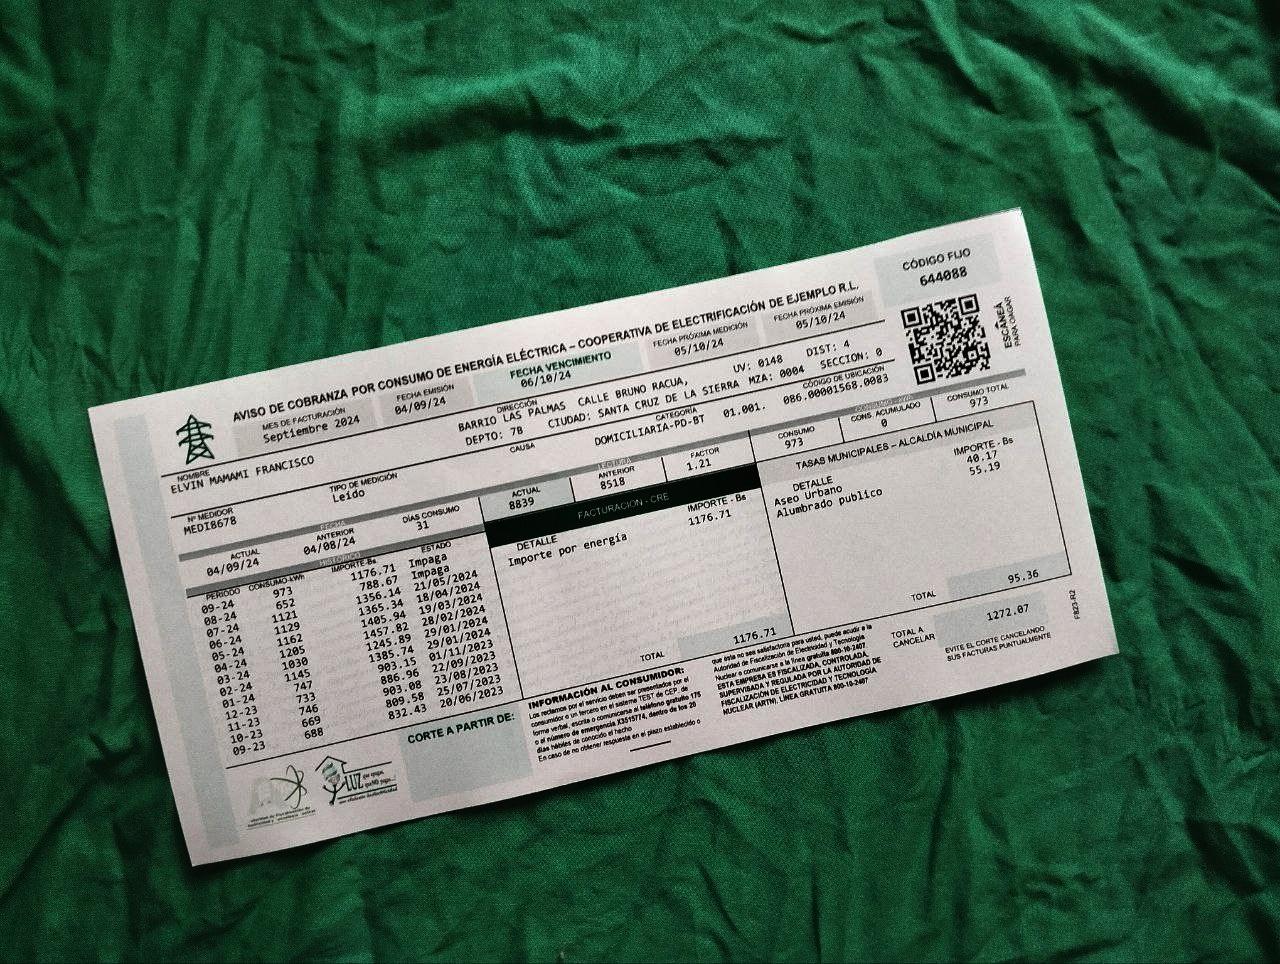 AVISO DE COBRANZA POR CONSUMO DE ENERGÍA ELÉCTRICA – COOPERATIVA DE ELECTRIFICACIÓN DE EJEMPLO R.L.
CÓDIGO FIJO
644088
MES DE FACTURACIÓN
Septiembre 2024
FECHA EMISIÓN
04/09/24
FECHA VENCIMIENTO
06/10/24
FECHA PRÓXIMA MEDICIÓN
05/10/24
FECHA PRÓXIMA EMISIÓN
05/10/24
ESCANEA
PARA PAGAR
NOMBRE
ELVIN MAMAMI FRANCISCO
DIRECCIÓN
BARRIO LAS PALMAS CALLE BRUNO RACUA, UV: 0148 DIST: 4
DEPTO: 7B CIUDAD: SANTA CRUZ DE LA SIERRA MZA: 0004 SECCION: 0
Nº MEDIDOR
MEDI8678
TIPO DE MEDICIÓN
Leído
CAUSA
CATEGORÍA
DOMICILIARIA-PD-BT
CÓDIGO DE UBICACIÓN
01.001. 086.00001568.0083
FECHA
ACTUAL
04/09/24
ANTERIOR
04/08/24
DÍAS CONSUMO
31
LECTURA
ACTUAL
8839
ANTERIOR
8518
FACTOR
1.21
CONSUMO - kWh
CONSUMO
973
CONS. ACUMULADO
0
CONSUMO TOTAL
973
HISTÓRICO
PERIODO CONSUMO-kWh IMPORTE-Bs ESTADO
09-24 973 1176.71 Impaga
08-24 652 788.67 Impaga
07-24 1121 1356.14 21/05/2024
06-24 1129 1365.34 18/04/2024
05-24 1162 1405.94 19/03/2024
04-24 1205 1457.82 28/02/2024
03-24 1030 1245.89 29/01/2024
02-24 1145 1385.74 29/01/2024
01-24 747 903.15 01/11/2023
12-23 733 886.96 22/09/2023
11-23 746 903.08 23/08/2023
10-23 669 809.58 25/07/2023
09-23 688 832.43 20/06/2023
FACTURACIÓN - CRE
DETALLE IMPORTE - Bs
Importe por energía 1176.71
TOTAL 1176.71
TASAS MUNICIPALES – ALCALDÍA MUNICIPAL
DETALLE IMPORTE - Bs
Aseo Urbano 40.17
Alumbrado publico 55.19
TOTAL 95.36
TOTAL A
CANCELAR
1272.07
EVITE EL CORTE CANCELANDO
SUS FACTURAS PUNTUALMENTE
F823-R2
LUZ que apagas,
que NO pagas...!
CORTE A PARTIR DE:
INFORMACIÓN AL CONSUMIDOR:
Los reclamos por el servicio deben ser presentados por el
consumidor o un tercero en el sistema TEST de CEP, de
forma verbal, escrita o comunicarse al teléfono gratuito 175
o el número de emergencia X3515774, dentro de los 20
días hábiles de conocido el hecho
En caso de no obtener respuesta en el plazo establecido o
que ésta no sea satisfactoria para usted, puede acudir a la
Autoridad de Fiscalización de Electricidad y Tecnología
Nuclear o comunicarse a la línea gratuita 800-10-2407
ESTA EMPRESA ES FISCALIZADA, CONTROLADA,
SUPERVISADA Y REGULADA POR LA AUTORIDAD DE
FISCALIZACIÓN DE ELECTRICIDAD Y TECNOLOGÍA
NUCLEAR (ARTN), LÍNEA GRATUITA 800-10-2407